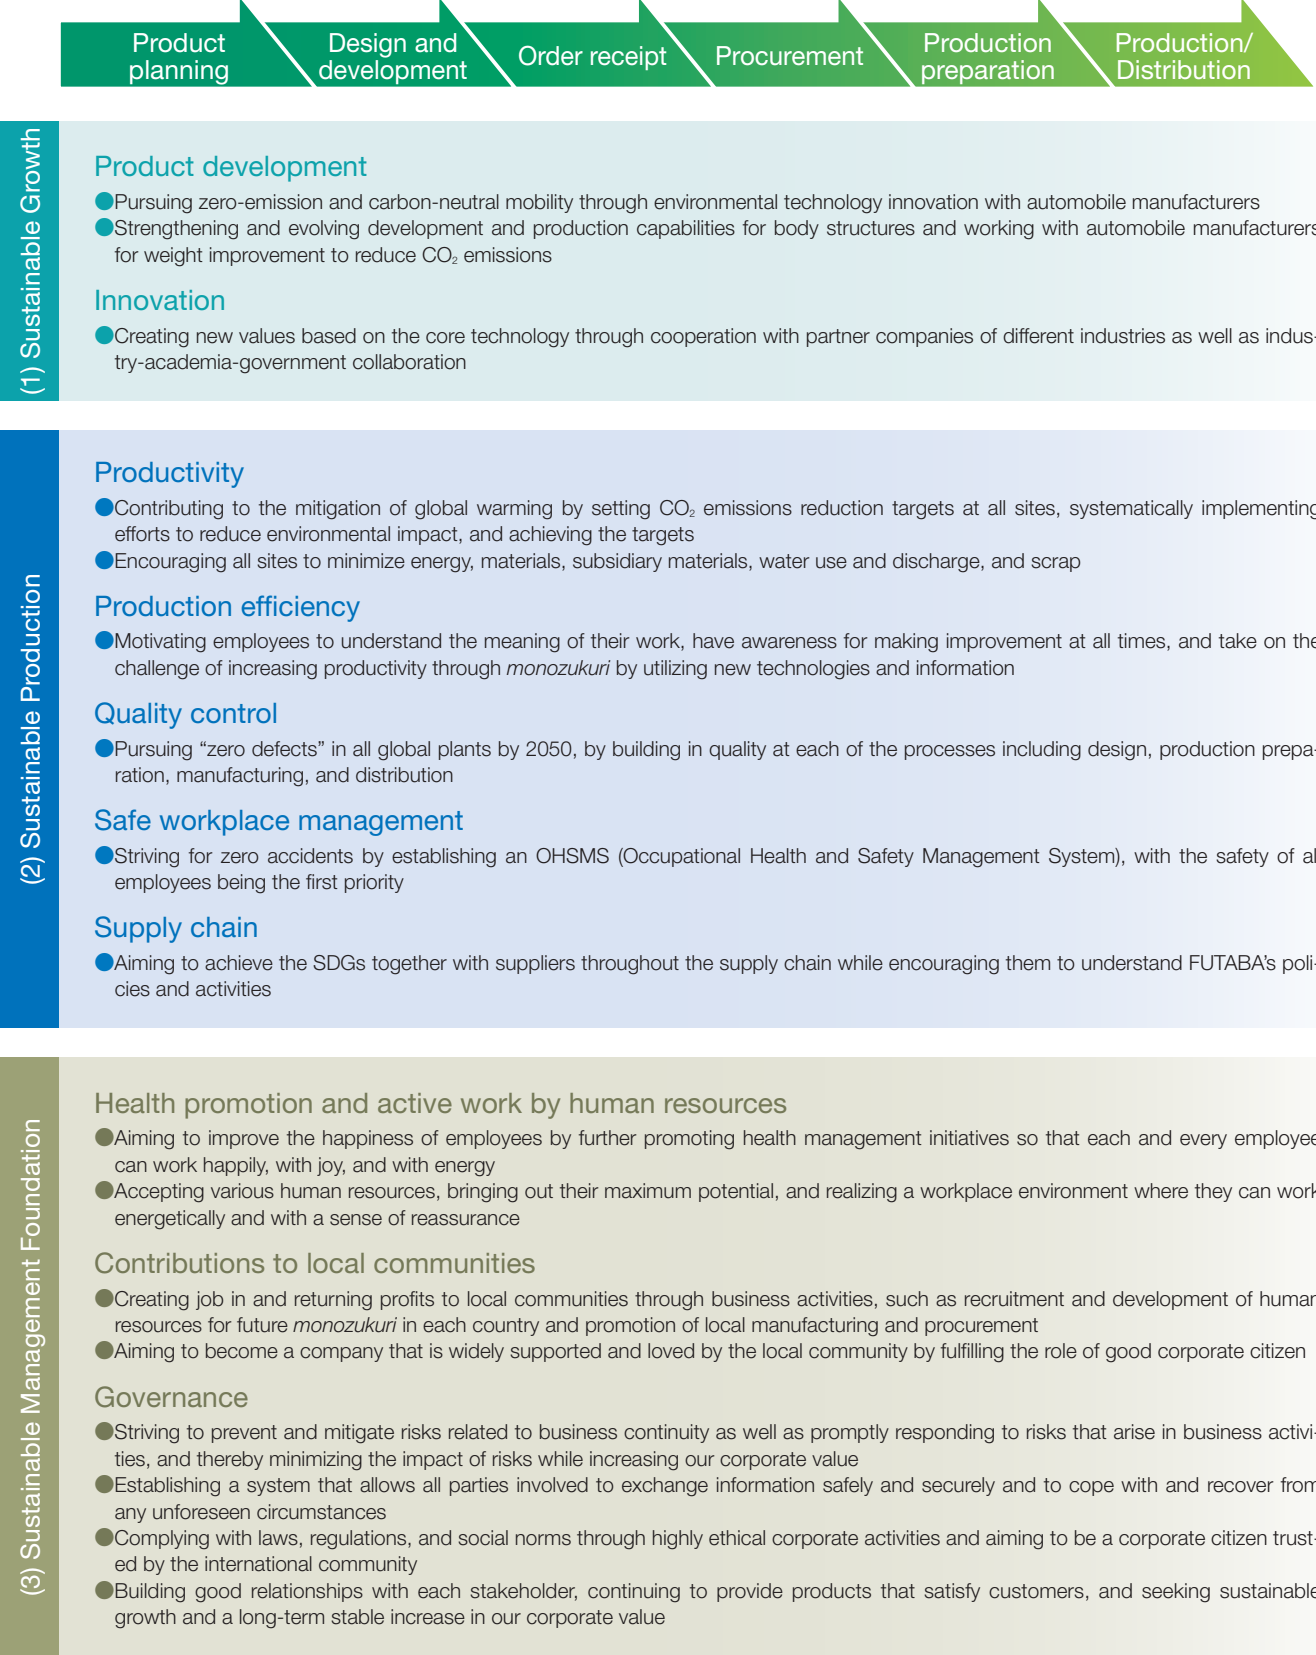 Product
planning
Design and
development
Order receipt
Procurement
Production
preparation
Production/
Distribution
(1) Sustainable Growth
Product development
●Pursuing zero-emission and carbon-neutral mobility through environmental technology innovation with automobile manufacturers
●Strengthening and evolving development and production capabilities for body structures and working with automobile manufacturers
for weight improvement to reduce CO₂ emissions
Innovation
●Creating new values based on the core technology through cooperation with partner companies of different industries as well as indus-
try-academia-government collaboration
(2) Sustainable Production
Productivity
●Contributing to the mitigation of global warming by setting CO₂ emissions reduction targets at all sites, systematically implementing
efforts to reduce environmental impact, and achieving the targets
●Encouraging all sites to minimize energy, materials, subsidiary materials, water use and discharge, and scrap
Production efficiency
●Motivating employees to understand the meaning of their work, have awareness for making improvement at all times, and take on the
challenge of increasing productivity through monozukuri by utilizing new technologies and information
Quality control
●Pursuing “zero defects” in all global plants by 2050, by building in quality at each of the processes including design, production prepa-
ration, manufacturing, and distribution
Safe workplace management
●Striving for zero accidents by establishing an OHSMS (Occupational Health and Safety Management System), with the safety of al
employees being the first priority
Supply chain
●Aiming to achieve the SDGs together with suppliers throughout the supply chain while encouraging them to understand FUTABA’s poli-
cies and activities
(3) Sustainable Management Foundation
Health promotion and active work by human resources
●Aiming to improve the happiness of employees by further promoting health management initiatives so that each and every employee
can work happily, with joy, and with energy
●Accepting various human resources, bringing out their maximum potential, and realizing a workplace environment where they can work
energetically and with a sense of reassurance
Contributions to local communities
●Creating job in and returning profits to local communities through business activities, such as recruitment and development of human
resources for future monozukuri in each country and promotion of local manufacturing and procurement
●Aiming to become a company that is widely supported and loved by the local community by fulfilling the role of good corporate citizen
Governance
●Striving to prevent and mitigate risks related to business continuity as well as promptly responding to risks that arise in business activi-
ties, and thereby minimizing the impact of risks while increasing our corporate value
●Establishing a system that allows all parties involved to exchange information safely and securely and to cope with and recover from
any unforeseen circumstances
●Complying with laws, regulations, and social norms through highly ethical corporate activities and aiming to be a corporate citizen trust-
ed by the international community
●Building good relationships with each stakeholder, continuing to provide products that satisfy customers, and seeking sustainable
growth and a long-term stable increase in our corporate value